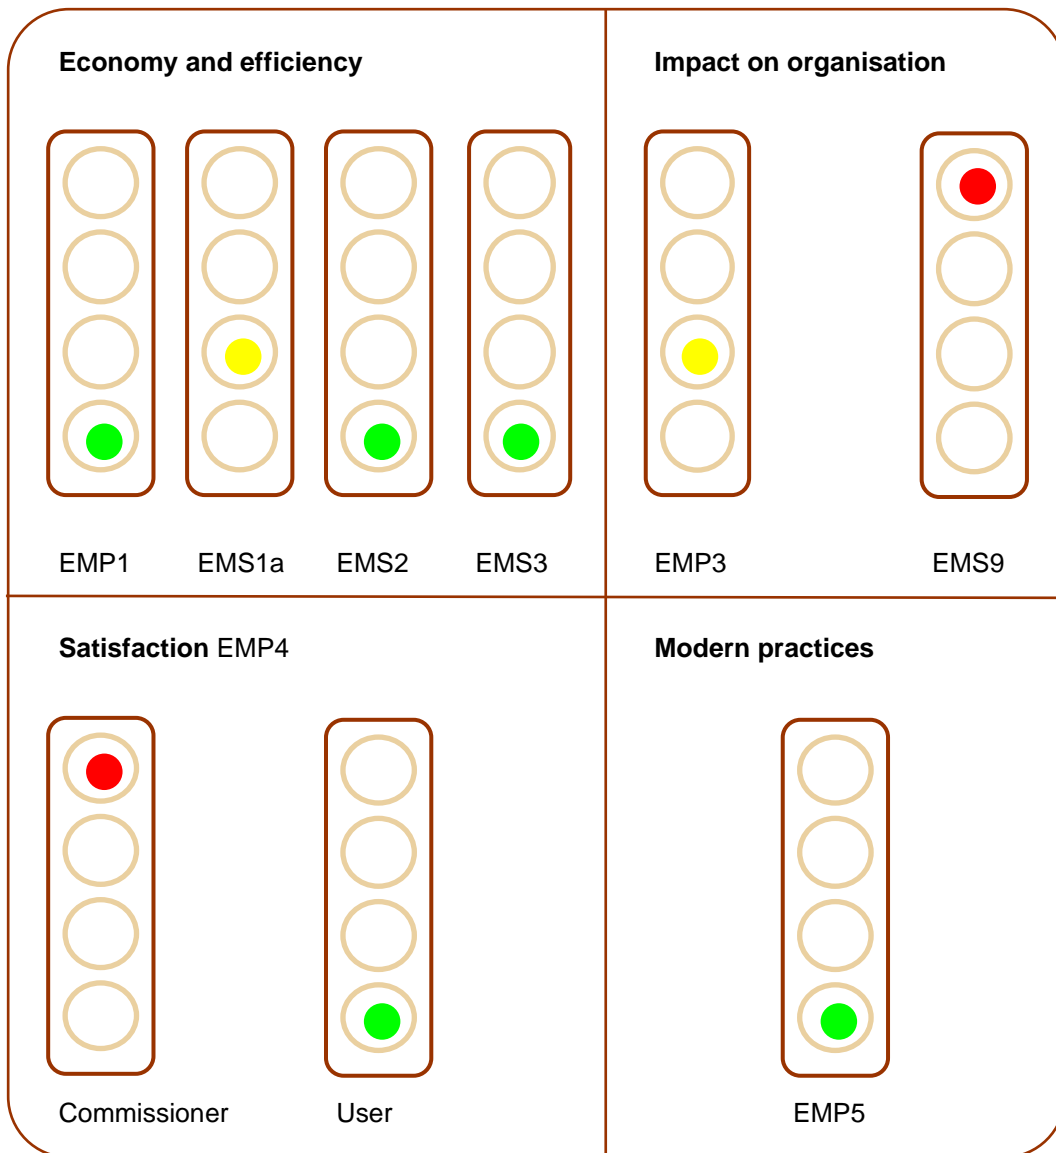 Economy and efficiency
EMP1 EMS1a EMS2 EMS3
Impact on organisation
EMP3 EMS9
Satisfaction EMP4
Commissioner User
Modern practices
EMP5